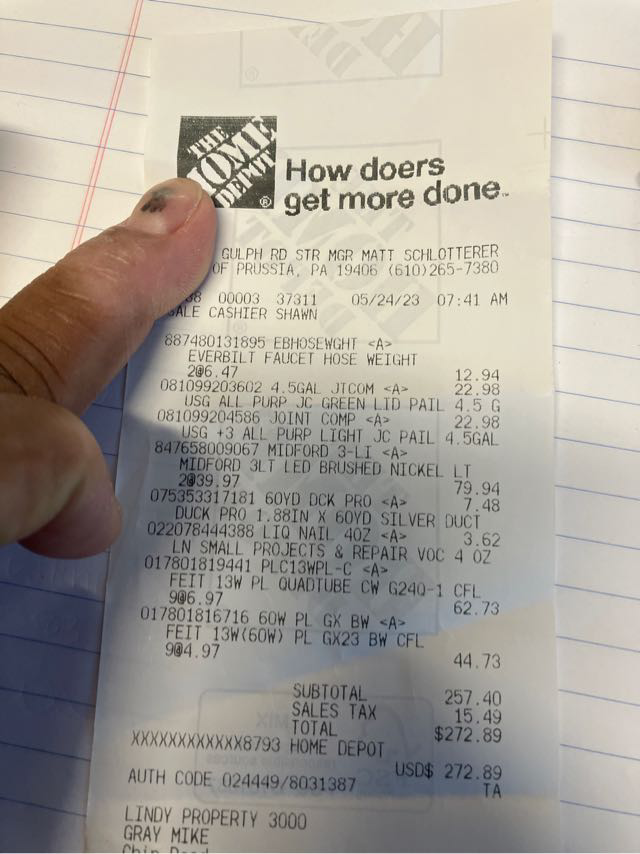 THE
HOME
DEPOT
®
How doers
get more done™
GULPH RD STR MGR MATT SCHLOTTERER
OF PRUSSIA, PA 19406 (610)265-7380
00003 37311 05/24/23 07:41 AM
SALE CASHIER SHAWN
887480131895 EBHOSEWGHT <A>
EVERBILT FAUCET HOSE WEIGHT
2@6.47 12.94
081099203602 4.5GAL JTCOM <A> 22.98
USG ALL PURP JC GREEN LID PAIL 4.5 G
081099204586 JOINT COMP <A> 22.98
USG +3 ALL PURP LIGHT JC PAIL 4.5GAL
847658009067 MIDFORD 3-LI <A>
MIDFORD 3LT LED BRUSHED NICKEL LT
2@39.97 79.94
075353317181 60YD DCK PRO <A> 7.48
DUCK PRO 1.88IN X 60YD SILVER DUCT
022078444388 LIQ NAIL 4OZ <A> 3.62
LN SMALL PROJECTS & REPAIR VOC 4 OZ
017801819441 PLC13WPL-C <A>
FEIT 13W PL QUADTUBE CW G24Q-1 CFL
9@6.97 62.73
017801816716 60W PL GX BW <A>
FEIT 13W(60W) PL GX23 BW CFL
9@4.97 44.73
SUBTOTAL 257.40
SALES TAX 15.49
TOTAL $272.89
XXXXXXXXXXXX8793 HOME DEPOT
USD$ 272.89
AUTH CODE 024449/8031387 TA
LINDY PROPERTY 3000
GRAY MIKE